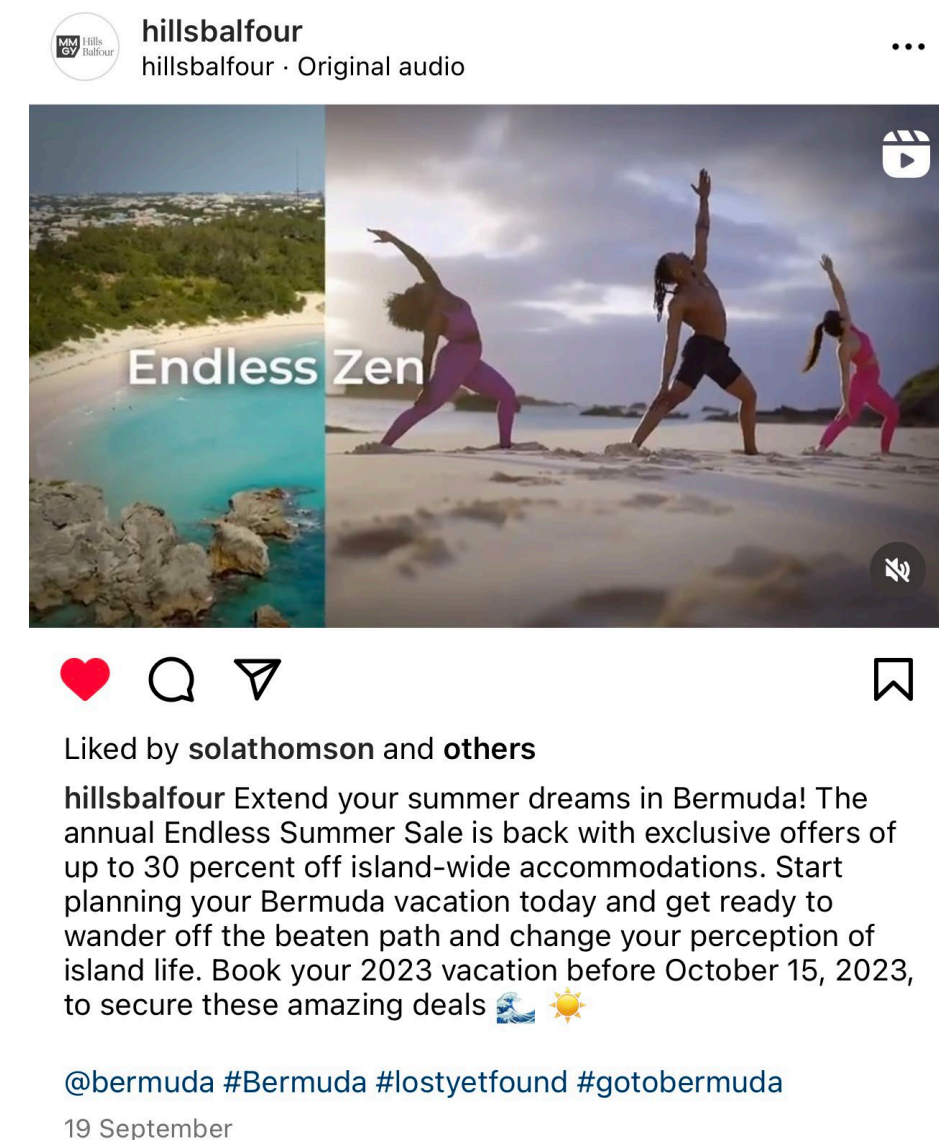 MM Hills
GY Balfour
hillsbalfour
hillsbalfour · Original audio
Endless Zen
Liked by solathomson and others
hillsbalfour Extend your summer dreams in Bermuda! The
annual Endless Summer Sale is back with exclusive offers of
up to 30 percent off island-wide accommodations. Start
planning your Bermuda vacation today and get ready to
wander off the beaten path and change your perception of
island life. Book your 2023 vacation before October 15, 2023,
to secure these amazing deals 🌊 ☀️
@bermuda #Bermuda #lostyetfound #gotobermuda
19 September